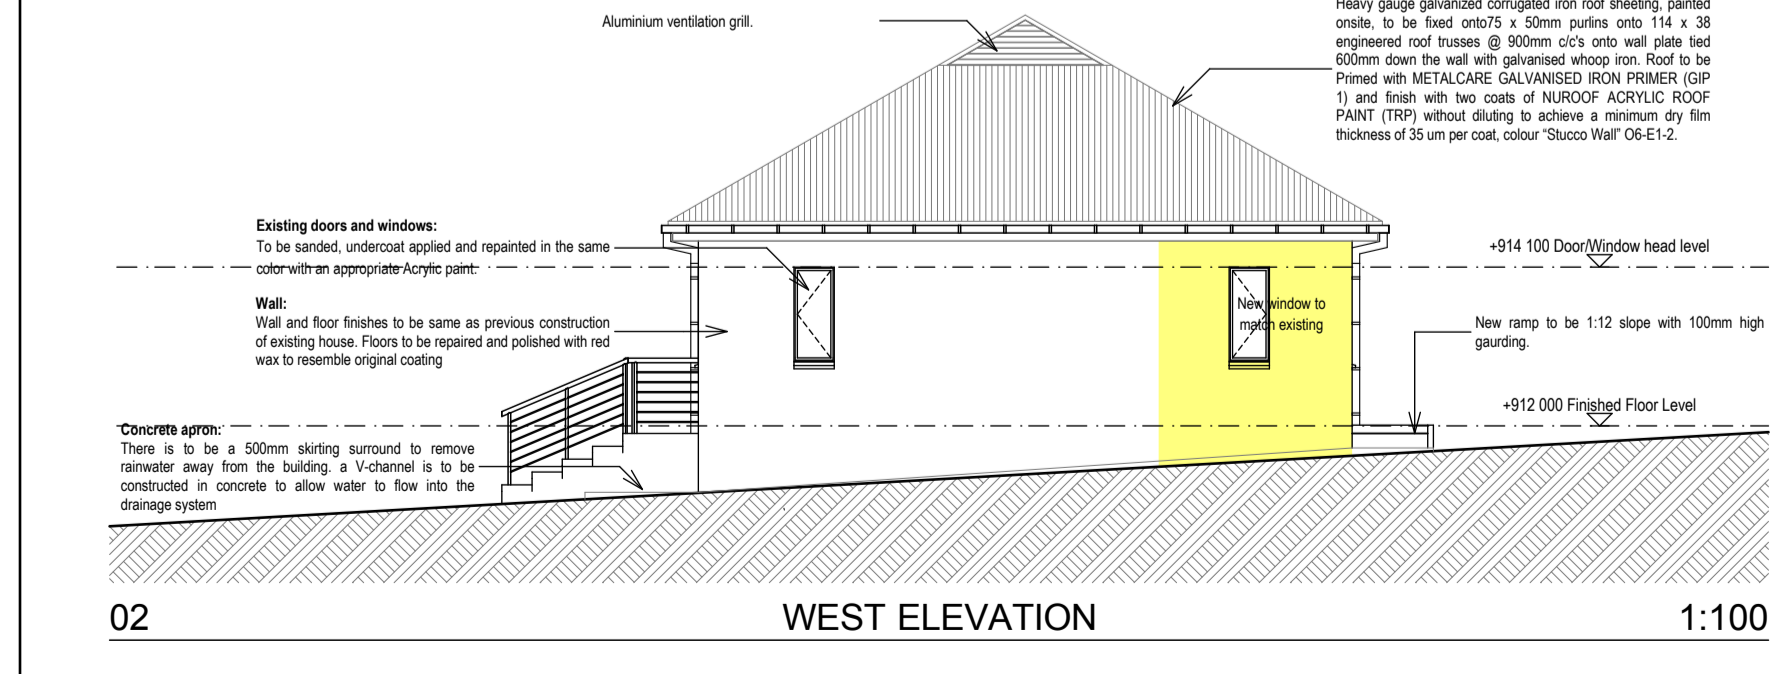 Heavy gauge galvanized corrugated iron roof sheeting, painted
onsite, to be fixed onto75 x 50mm purlins onto 114 x 38
engineered roof trusses @ 900mm c/c's onto wall plate tied
600mm down the wall with galvanised whoop iron. Roof to be
Primed with METALCARE GALVANISED IRON PRIMER (GIP
1) and finish with two coats of NUROOF ACRYLIC ROOF
PAINT (TRP) without diluting to achieve a minimum dry film
thickness of 35 um per coat, colour “Stucco Wall” O6-E1-2.
Aluminium ventilation grill.
Existing doors and windows:
To be sanded, undercoat applied and repainted in the same
color with an appropriate Acrylic paint.
+914 100 Door/Window head level
Wall:
Wall and floor finishes to be same as previous construction
of existing house. Floors to be repaired and polished with red
wax to resemble original coating
New window to
match existing
New ramp to be 1:12 slope with 100mm high
gaurding.
+912 000 Finished Floor Level
Concrete apron:
There is to be a 500mm skirting surround to remove
rainwater away from the building. a V-channel is to be
constructed in concrete to allow water to flow into the
drainage system
02
WEST ELEVATION
1:100